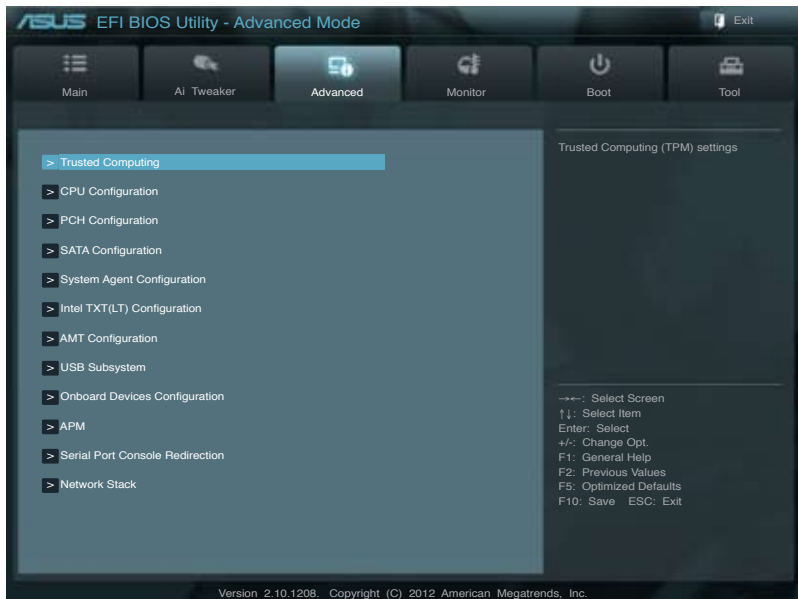 ASUS EFI BIOS Utility - Advanced Mode
Exit
Main
Ai Tweaker
Advanced
Monitor
Boot
Tool
> Trusted Computing
> CPU Configuration
> PCH Configuration
> SATA Configuration
> System Agent Configuration
> Intel TXT(LT) Configuration
> AMT Configuration
> USB Subsystem
> Onboard Devices Configuration
> APM
> Serial Port Console Redirection
> Network Stack
Trusted Computing (TPM) settings
→←: Select Screen
↑↓: Select Item
Enter: Select
+/-: Change Opt.
F1: General Help
F2: Previous Values
F5: Optimized Defaults
F10: Save ESC: Exit
Version 2.10.1208. Copyright (C) 2012 American Megatrends, Inc.